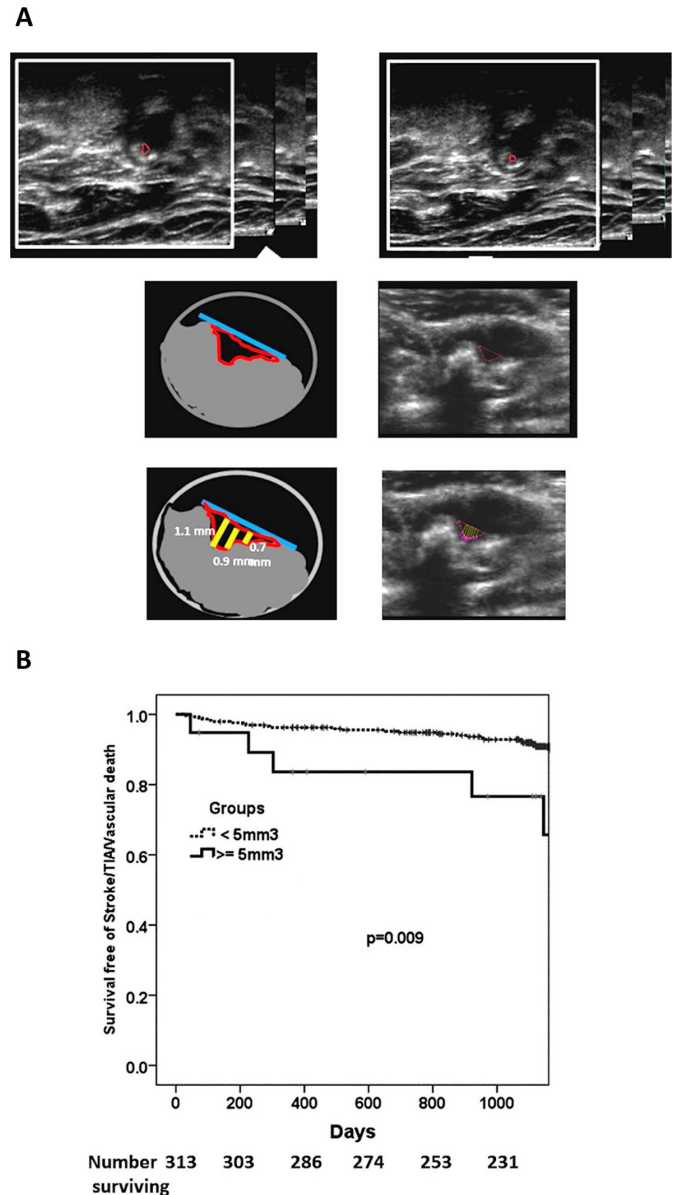 A
1.1 mm
0.7
0.9 mm mm
B
Survival free of Stroke/TIA/Vascular death
1.0
0.8
0.6
0.4
0.2
0.0
Groups
< 5mm3
>= 5mm3
p=0.009
0 200 400 600 800 1000
Days
Number 313 303 286 274 253 231
surviving